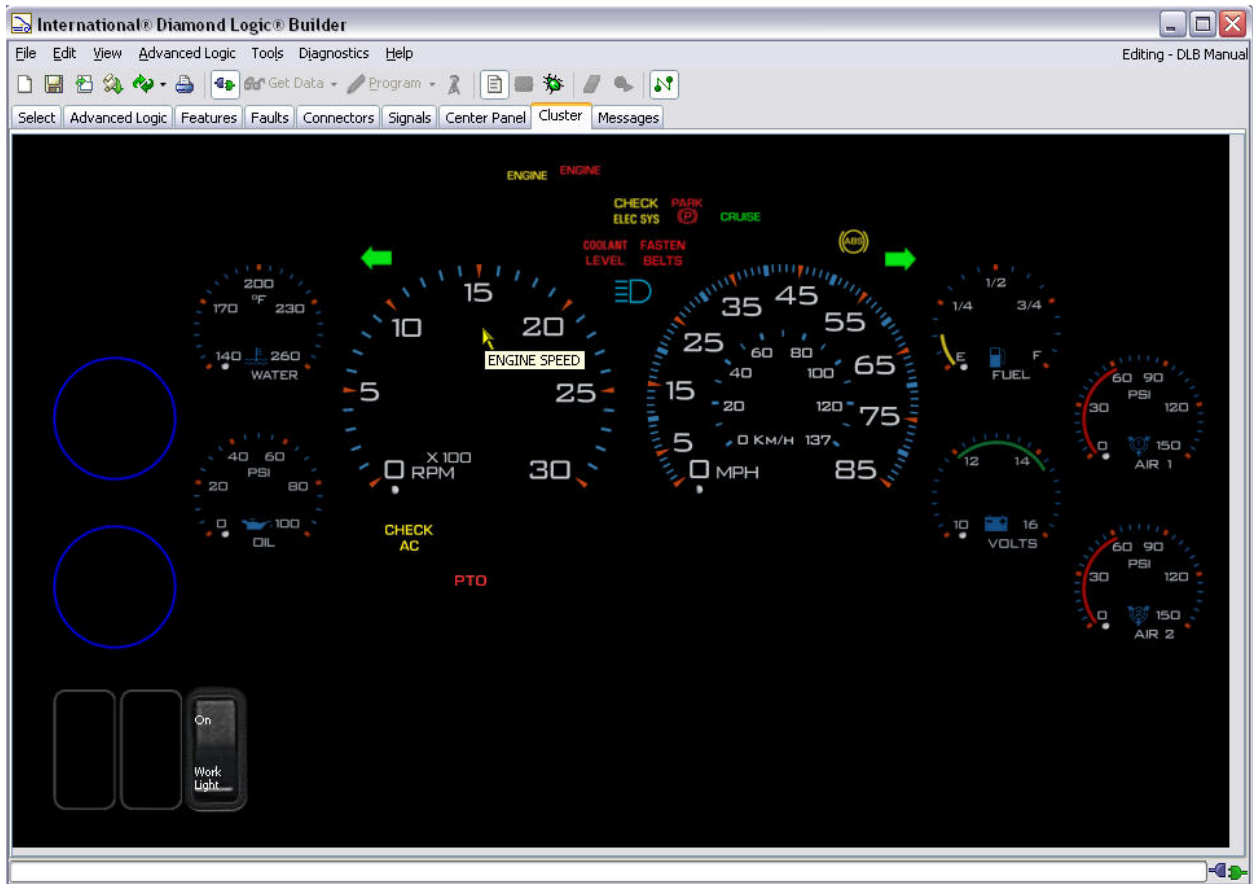 International® Diamond Logic® Builder
File Edit View Advanced Logic Tools Diagnostics Help
Editing - DLB Manual
Get Data Program
Select Advanced Logic Features Faults Connectors Signals Center Panel Cluster Messages
ENGINE
ENGINE
CHECK
ELEC SYS
PARK
(P)
CRUISE
COOLANT
LEVEL
FASTEN
BELTS
ABS
200
°F
170 230
140 260
WATER
15
10 20
ENGINE SPEED
5 25
X 100
0 RPM 30
45
35 55
25 65
15 75
5
0 MPH 85
60 80
40 100
20 120
0 KM/H 137
1/2
1/4 3/4
E F
FUEL
60 90
PSI
30 120
0 1 150
AIR 1
40 60
PSI
20 80
0 100
OIL
12 14
10 16
VOLTS
60 90
PSI
30 120
0 2 150
AIR 2
CHECK
AC
PTO
On
Work
Light